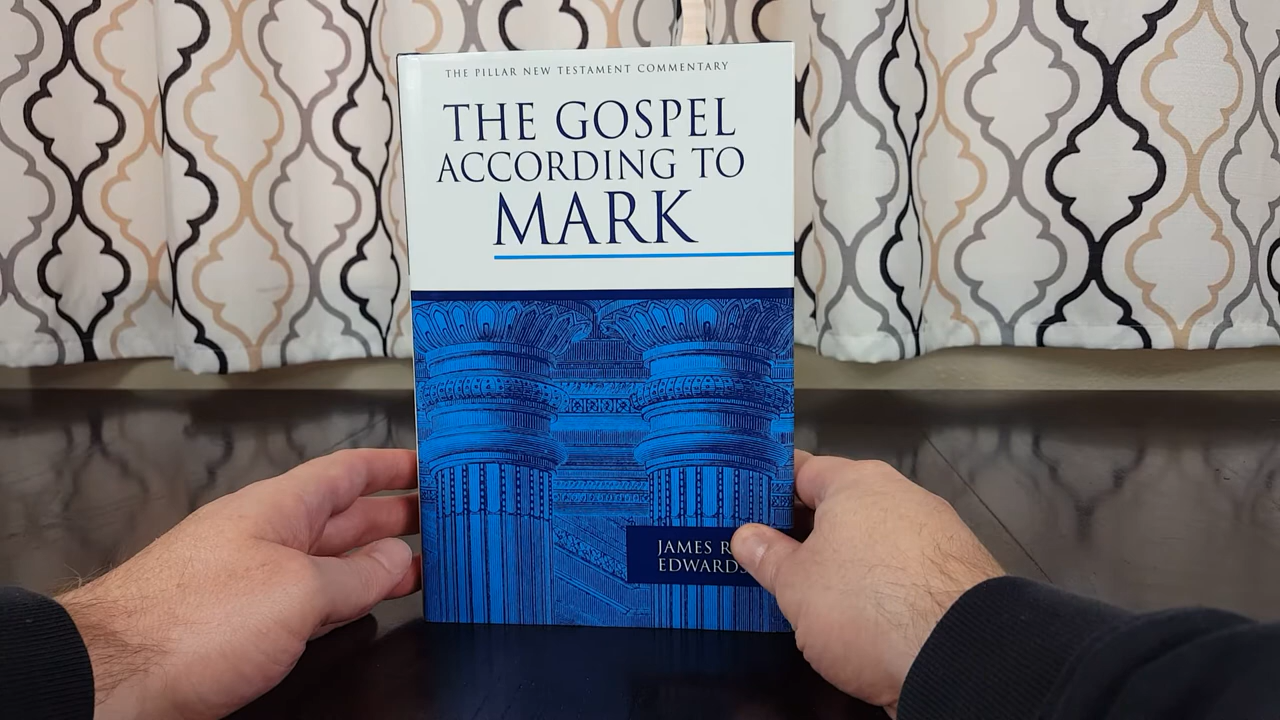 THE PILLAR NEW TESTAMENT COMMENTARY
THE GOSPEL
ACCORDING TO
MARK
JAMES R.
EDWARDS